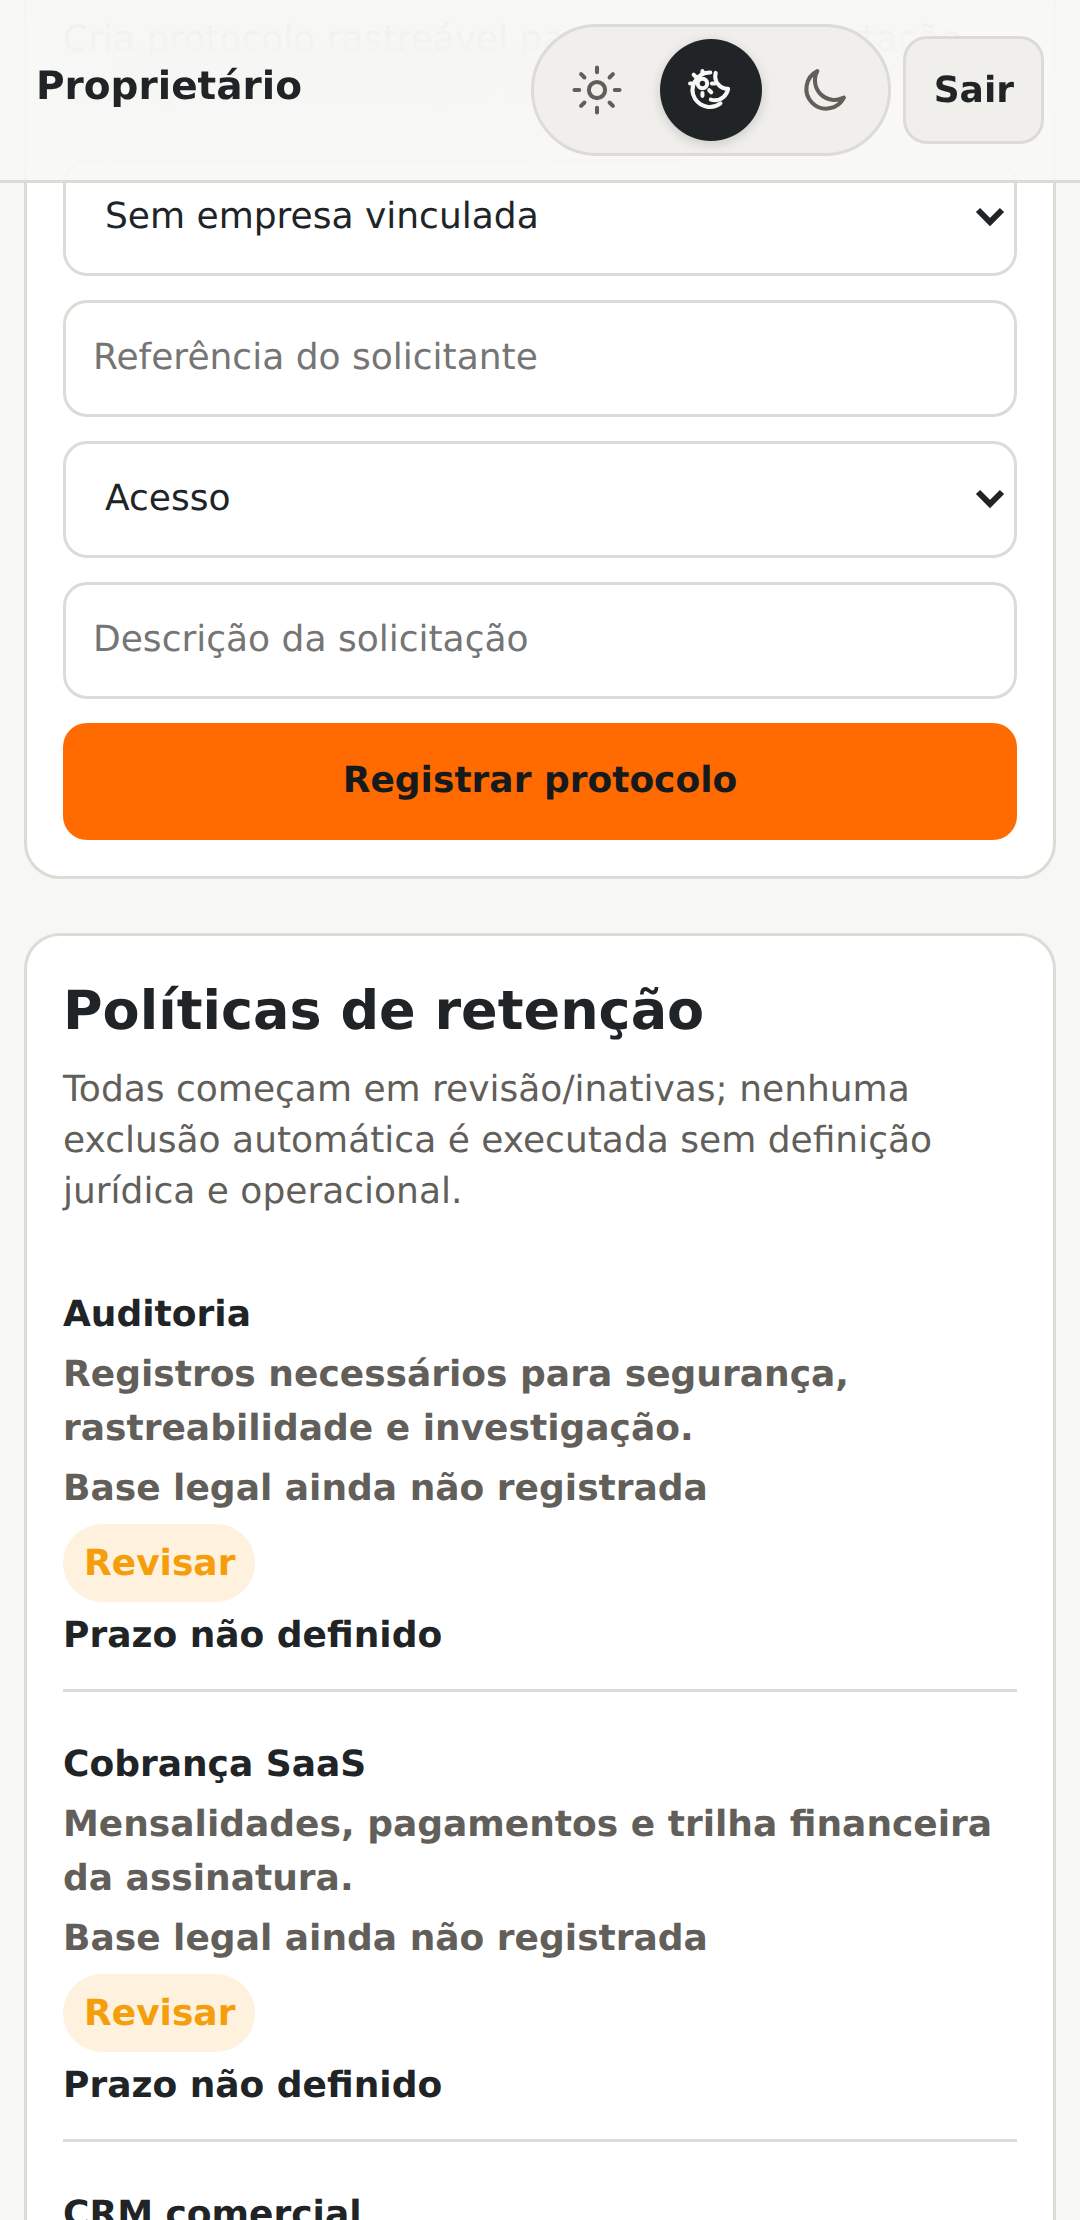 Cria protocolo rastreável
Proprietário
Sair
Sem empresa vinculada
Referência do solicitante
Acesso
Descrição da solicitação
Registrar protocolo
Políticas de retenção
Todas começam em revisão/inativas; nenhuma
exclusão automática é executada sem definição
jurídica e operacional.
Auditoria
Registros necessários para segurança,
rastreabilidade e investigação.
Base legal ainda não registrada
Revisar
Prazo não definido
Cobrança SaaS
Mensalidades, pagamentos e trilha financeira
da assinatura.
Base legal ainda não registrada
Revisar
Prazo não definido
CRM comercial